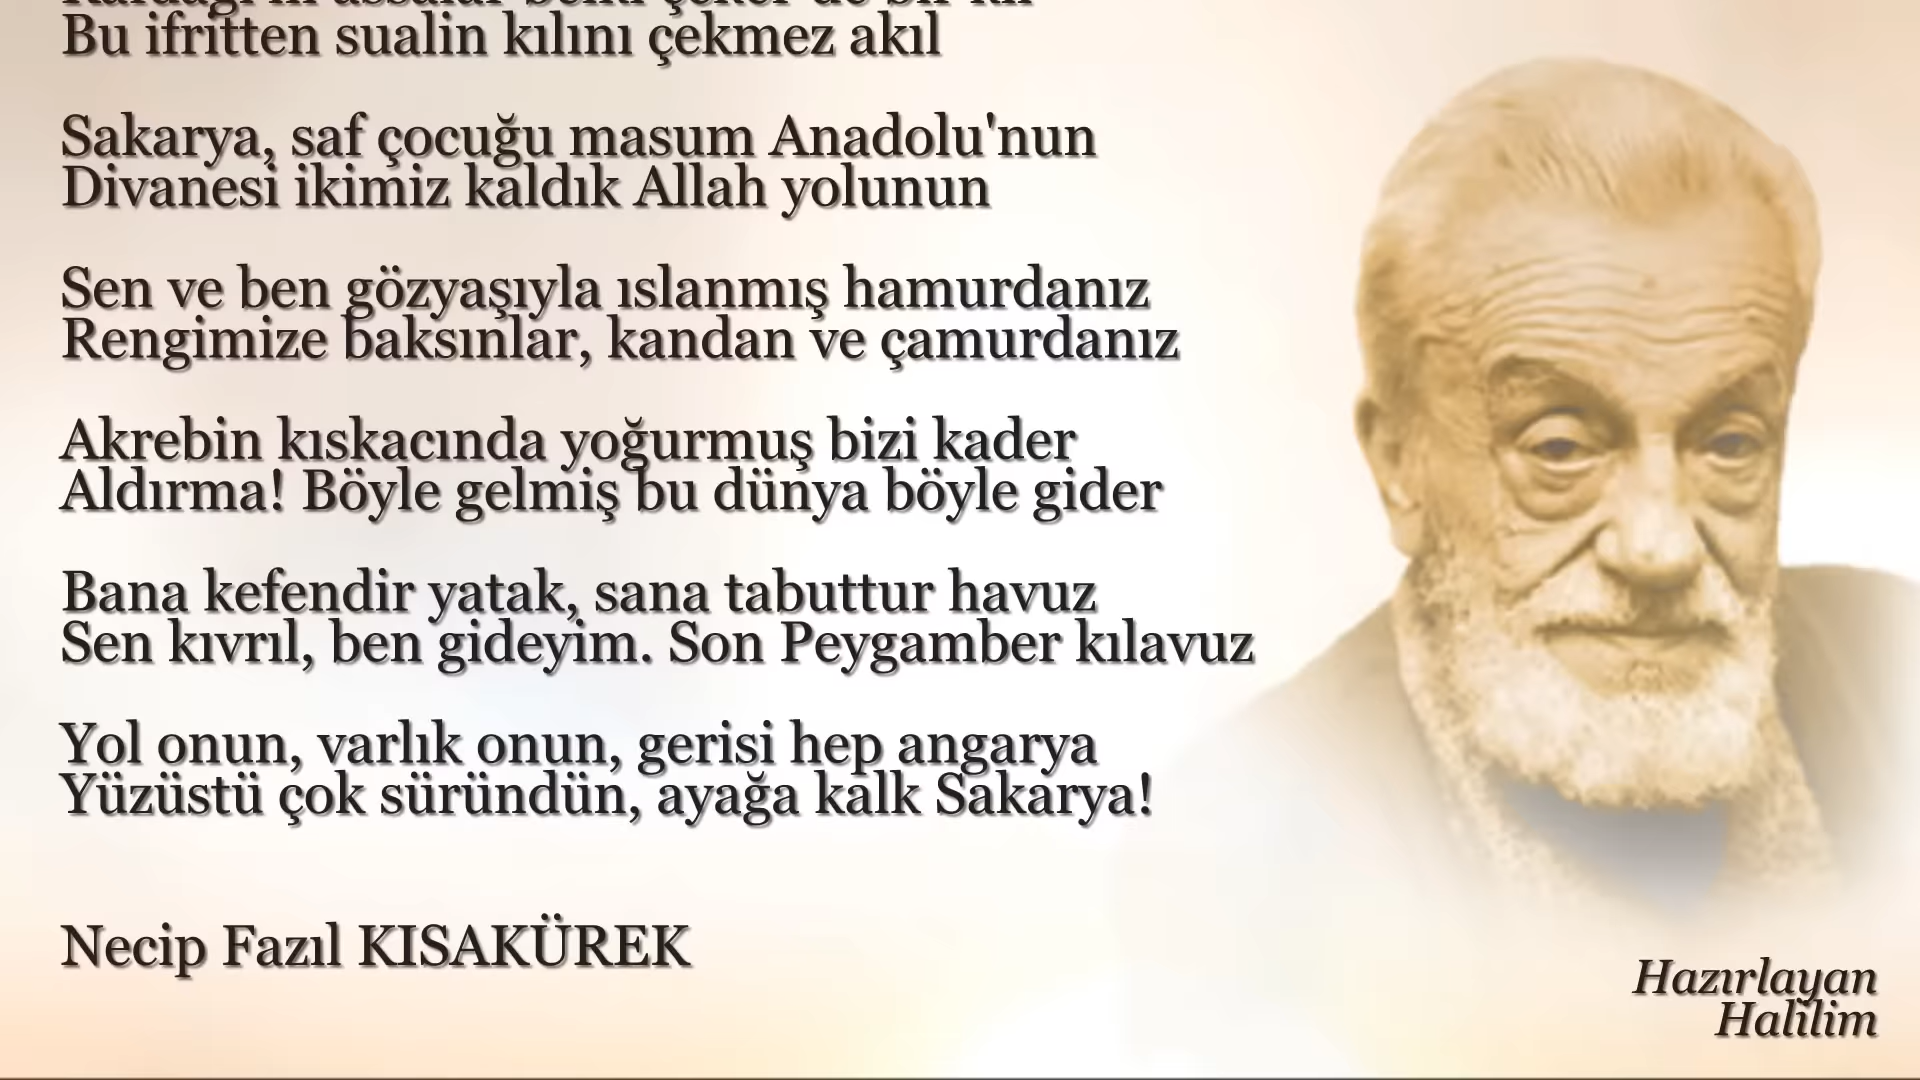 Bu ifritten sualin kılını çekmez akıl
Sakarya, saf çocuğu masum Anadolu'nun
Divanesi ikimiz kaldık Allah yolunun
Sen ve ben gözyaşıyla ıslanmış hamurdanız
Rengimize baksınlar, kandan ve çamurdanız
Akrebin kıskacında yoğurmuş bizi kader
Aldırma! Böyle gelmiş bu dünya böyle gider
Bana kefendir yatak, sana tabuttur havuz
Sen kıvrıl, ben gideyim. Son Peygamber kılavuz
Yol onun, varlık onun, gerisi hep angarya
Yüzüstü çok süründün, ayağa kalk Sakarya!
Necip Fazıl KISAKÜREK
Hazırlayan
Halilim